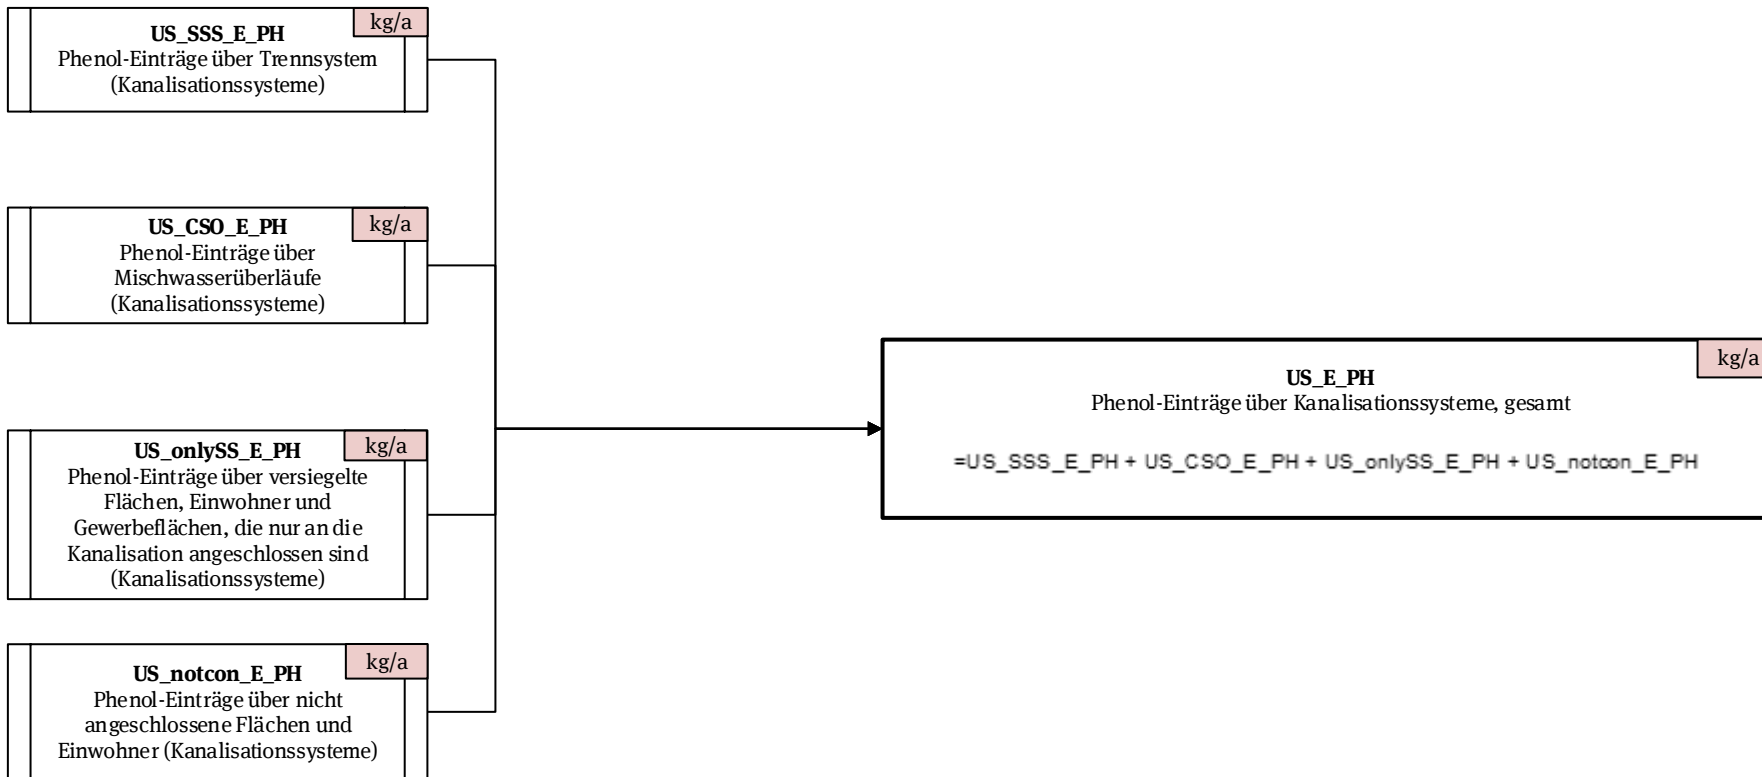 kg/a
US_SSS_E_PH
Phenol-Einträge über Trennsystem
(Kanalisationssysteme)
kg/a
US_CSO_E_PH
Phenol-Einträge über
Mischwasserüberläufe
(Kanalisationssysteme)
kg/a
US_onlySS_E_PH
Phenol-Einträge über versiegelte
Flächen, Einwohner und
Gewerbeflächen, die nur an die
Kanalisation angeschlossen sind
(Kanalisationssysteme)
kg/a
US_notcon_E_PH
Phenol-Einträge über nicht
angeschlossene Flächen und
Einwohner (Kanalisationssysteme)
kg/a
US_E_PH
Phenol-Einträge über Kanalisationssysteme, gesamt
=US_SSS_E_PH + US_CSO_E_PH + US_onlySS_E_PH + US_notcon_E_PH